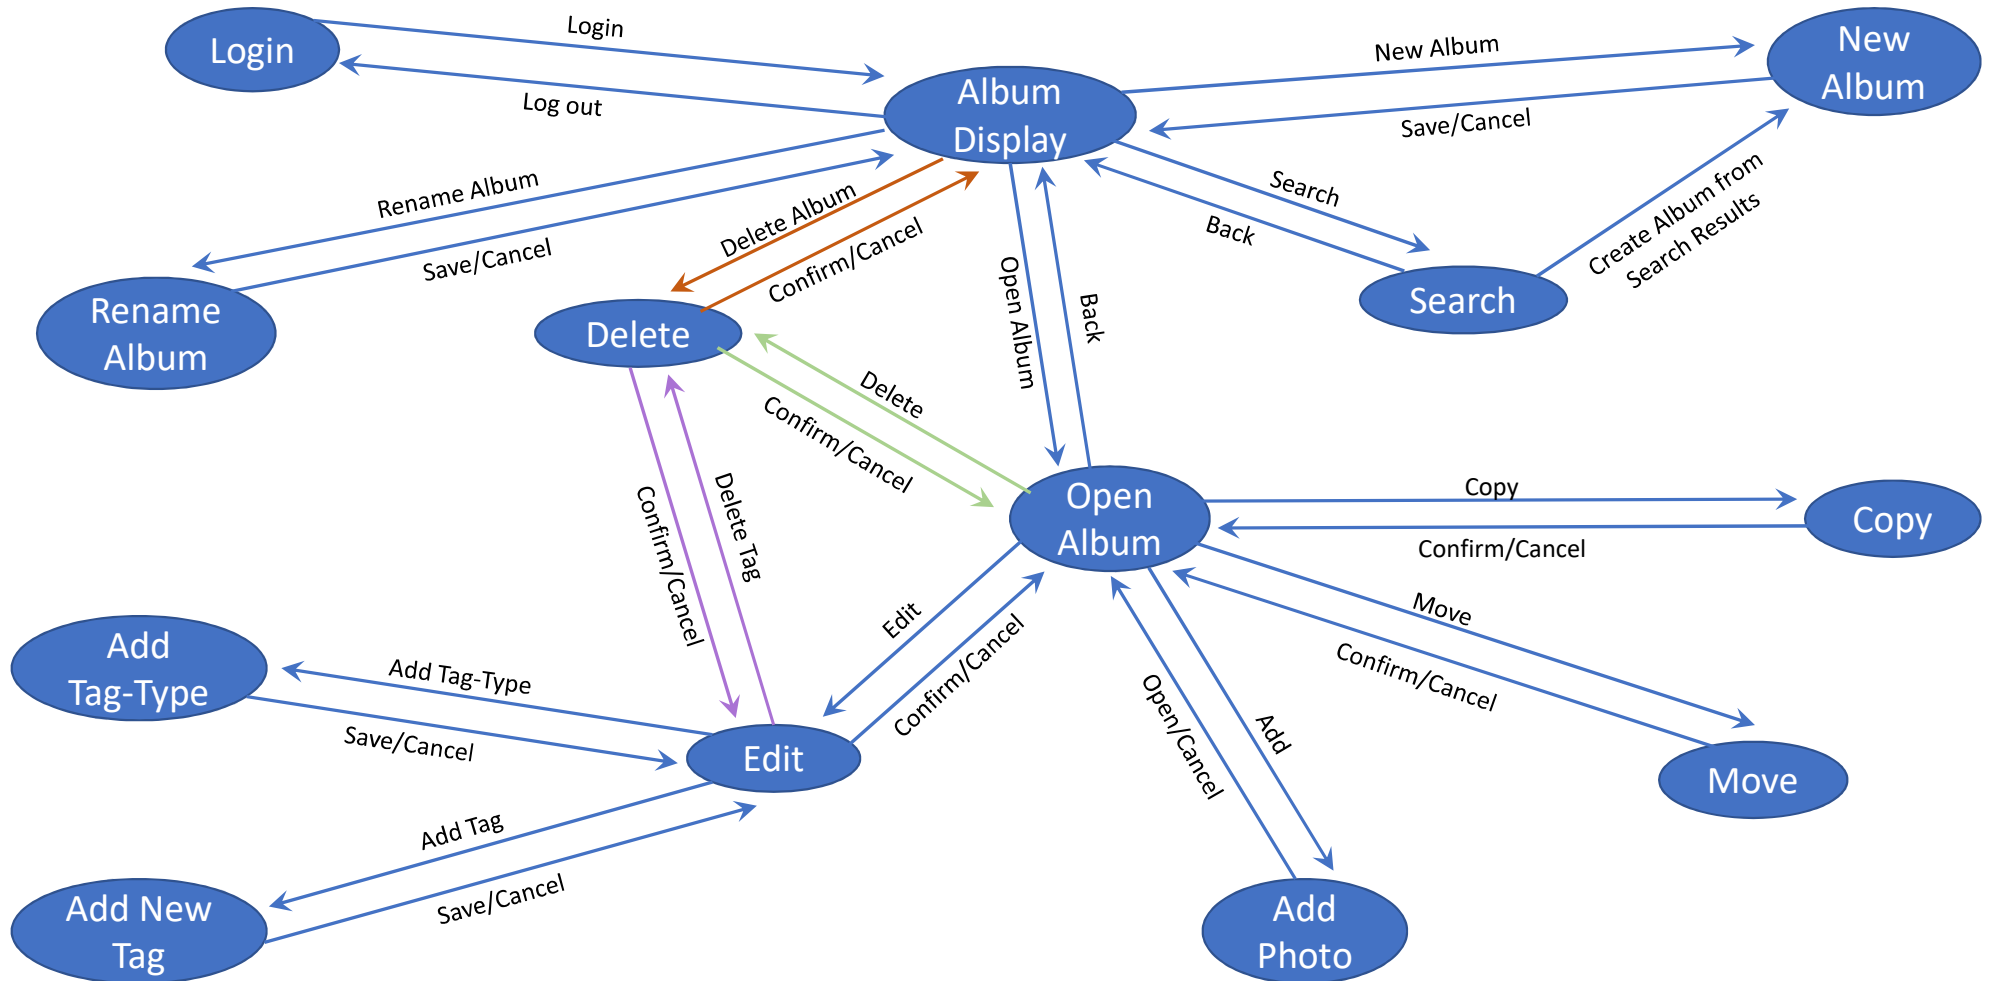 Login
Login
Log out
Album
Display
New Album
Save/Cancel
New
Album
Rename Album
Save/Cancel
Delete Album
Confirm/Cancel
Search
Back
Create Album from
Search Results
Rename
Album
Delete
Open Album
Back
Search
Delete
Confirm/Cancel
Confirm/Cancel
Delete Tag
Open
Album
Copy
Confirm/Cancel
Copy
Edit
Confirm/Cancel
Move
Confirm/Cancel
Open/Cancel
Add
Add
Tag-Type
Add Tag-Type
Save/Cancel
Edit
Move
Add Tag
Save/Cancel
Add New
Tag
Add
Photo